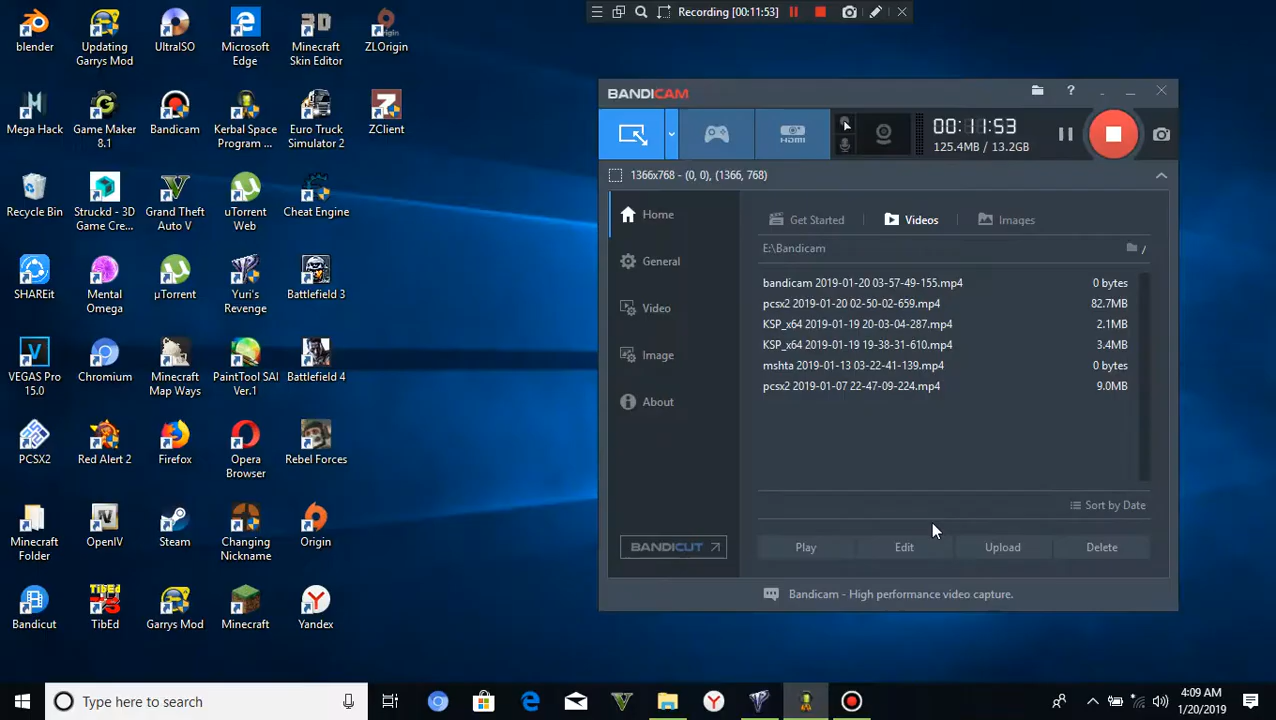 Recording [00:11:53]
blender
Updating
Garrys Mod
UltraISO
Microsoft
Edge
Minecraft
Skin Editor
ZLOrigin
Mega Hack
Game Maker
8.1
Bandicam
Kerbal Space
Program ...
Euro Truck
Simulator 2
ZClient
Recycle Bin
Struckd - 3D
Game Cre...
Grand Theft
Auto V
uTorrent
Web
Cheat Engine
SHAREit
Mental
Omega
µTorrent
Yuri's
Revenge
Battlefield 3
VEGAS Pro
15.0
Chromium
Minecraft
Map Ways
PaintTool SAI
Ver.1
Battlefield 4
PCSX2
Red Alert 2
Firefox
Opera
Browser
Rebel Forces
Minecraft
Folder
OpenIV
Steam
Changing
Nickname
Origin
Bandicut
TibEd
Garrys Mod
Minecraft
Yandex
BANDICAM
HDMI
00:11:53
125.4MB / 13.2GB
1366x768 - (0, 0), (1366, 768)
Home
General
Video
Image
About
BANDICUT
Get Started
Videos
Images
E:\Bandicam
/
bandicam 2019-01-20 03-57-49-155.mp4 0 bytes
pcsx2 2019-01-20 02-50-02-659.mp4 82.7MB
KSP_x64 2019-01-19 20-03-04-287.mp4 2.1MB
KSP_x64 2019-01-19 19-38-31-610.mp4 3.4MB
mshta 2019-01-13 03-22-41-139.mp4 0 bytes
pcsx2 2019-01-07 22-47-09-224.mp4 9.0MB
Sort by Date
Play
Edit
Upload
Delete
Bandicam - High performance video capture.
Type here to search
4:09 AM
1/20/2019